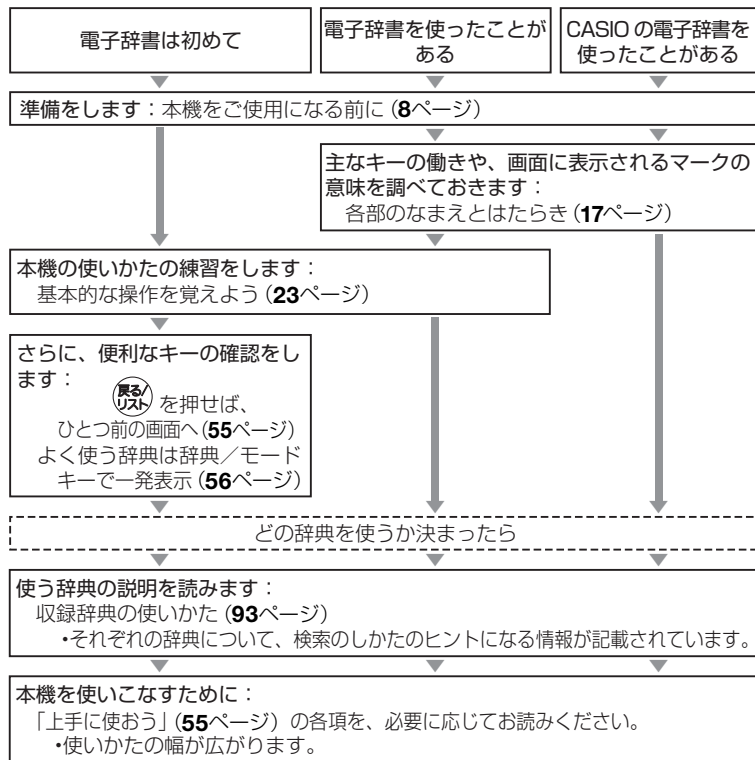 電子辞書は初めて
電子辞書を使ったことが
ある
CASIO の電子辞書を
使ったことがある
準備をします：本機をご使用になる前に（8ページ）
主なキーの働きや、画面に表示されるマークの
意味を調べておきます：
各部のなまえとはたらき（17ページ）
本機の使いかたの練習をします：
基本的な操作を覚えよう（23ページ）
さらに、便利なキーの確認をし
ます：
戻る/
リスト を押せば、
ひとつ前の画面へ（55ページ）
よく使う辞典は辞典／モード
キーで一発表示（56ページ）
どの辞典を使うか決まったら
使う辞典の説明を読みます：
収録辞典の使いかた（93ページ）
•それぞれの辞典について、検索のしかたのヒントになる情報が記載されています。
本機を使いこなすために：
「上手に使おう」（55ページ）の各項を、必要に応じてお読みください。
•使いかたの幅が広がります。